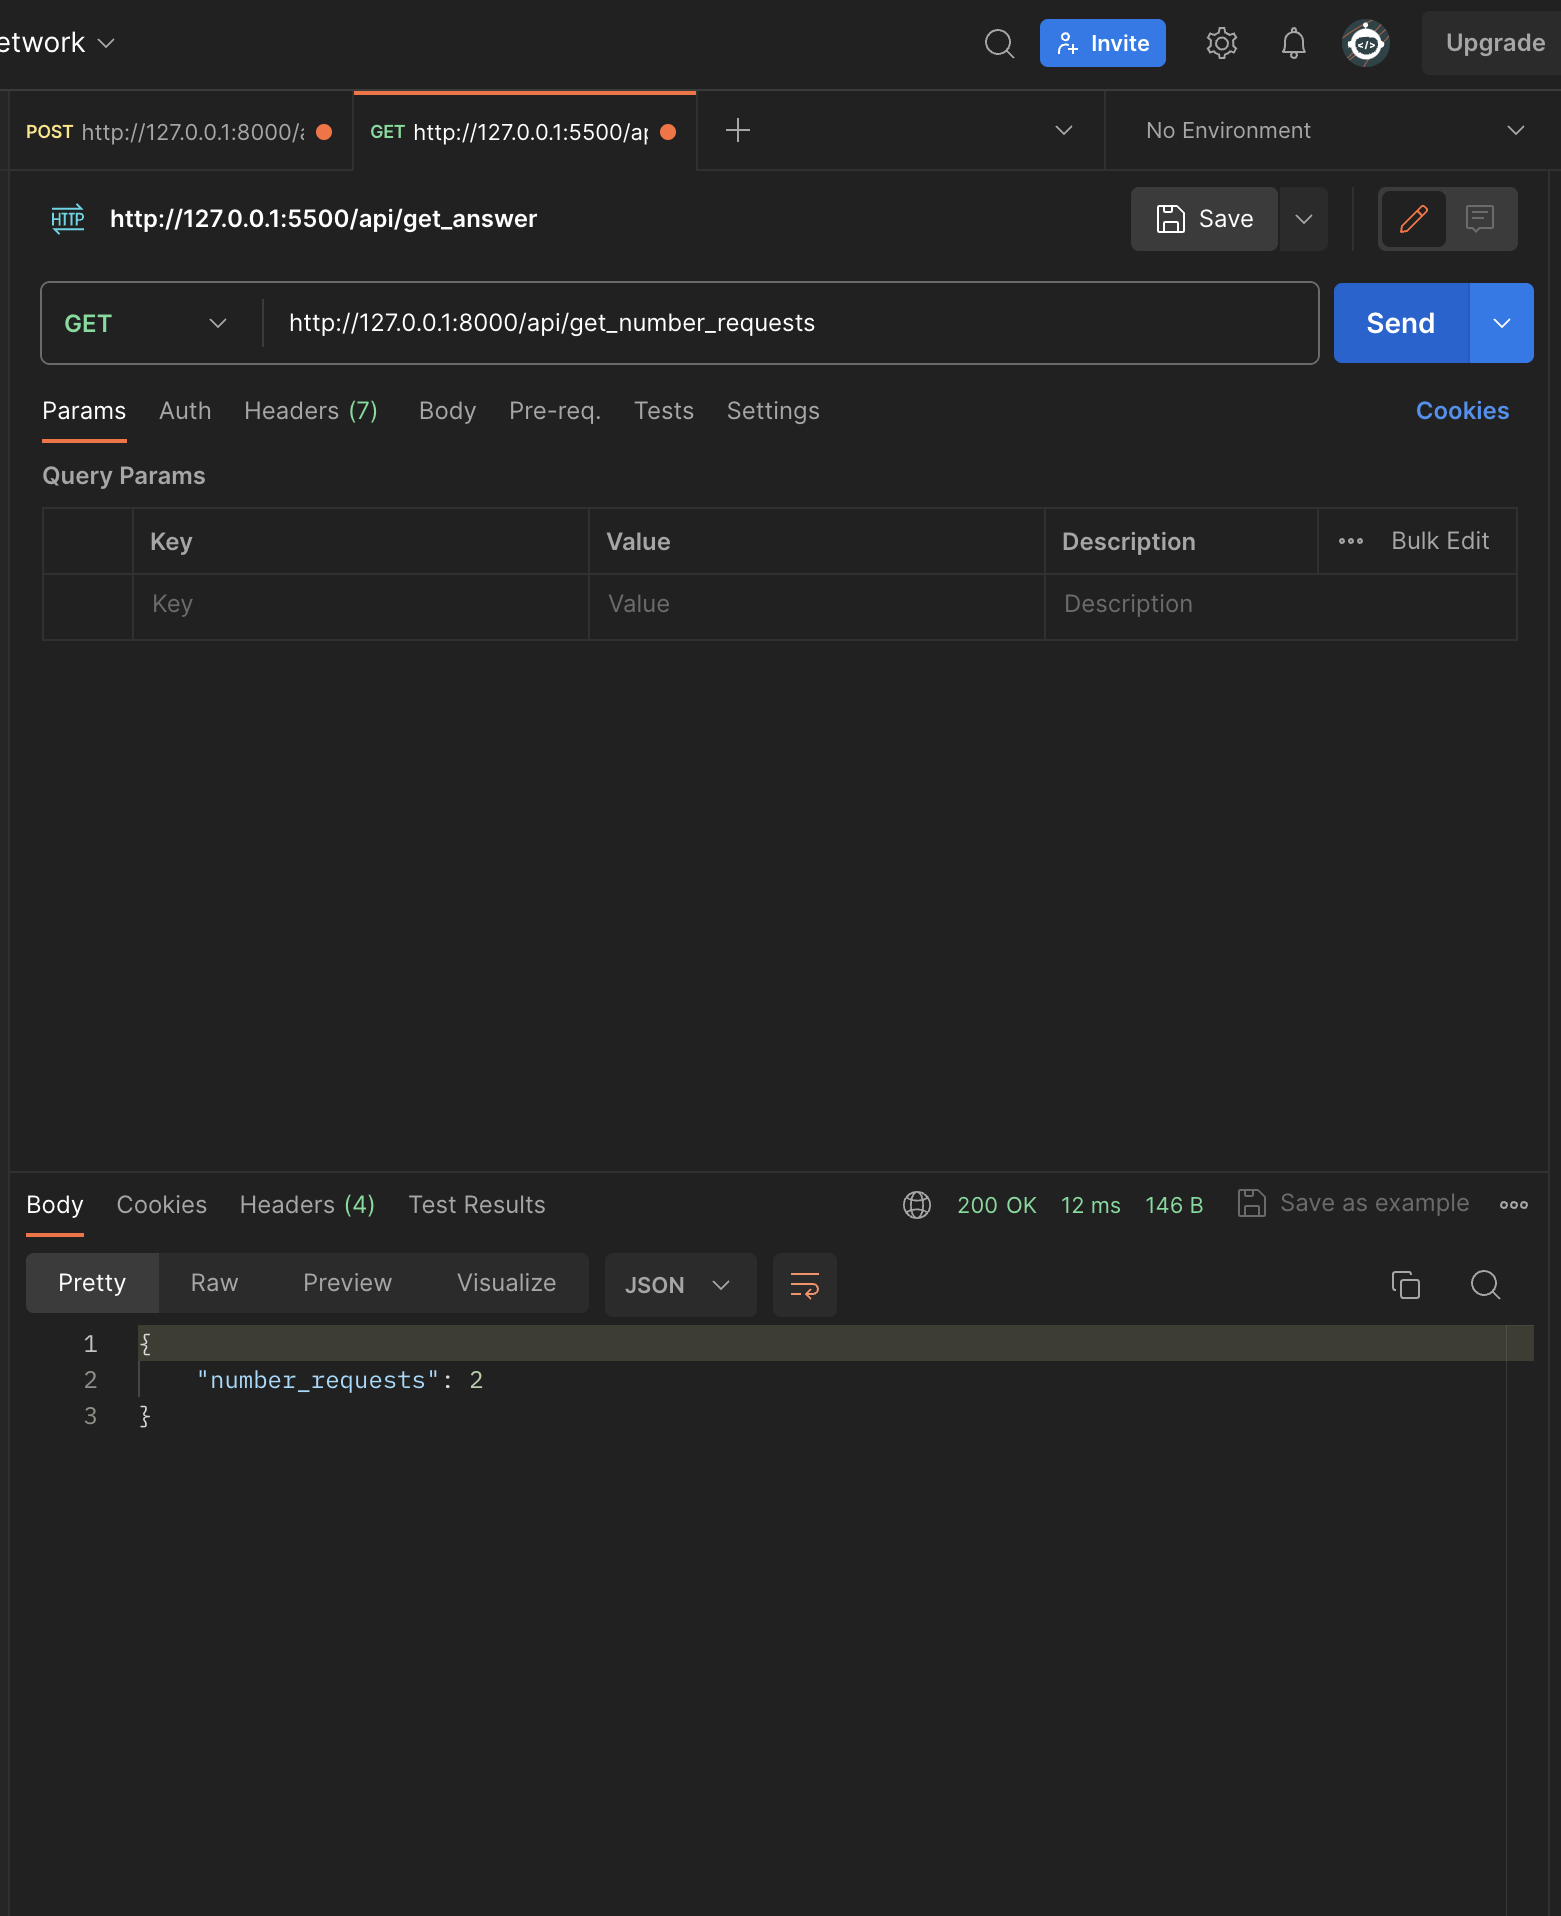 etwork
Invite
Upgrade
POST http://127.0.0.1:8000/
GET http://127.0.0.1:5500/ap
No Environment
HTTP http://127.0.0.1:5500/api/get_answer
Save
GET http://127.0.0.1:8000/api/get_number_requests
Send
Params Auth Headers (7) Body Pre-req. Tests Settings Cookies
Query Params
Key Value Description Bulk Edit
Key Value Description
Body Cookies Headers (4) Test Results 200 OK 12 ms 146 B Save as example
Pretty Raw Preview Visualize JSON
1 {
2 "number_requests": 2
3 }